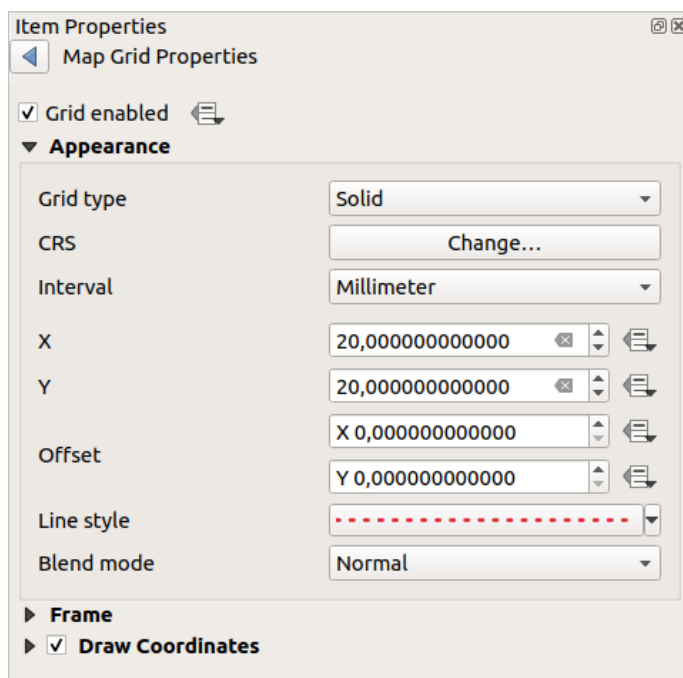 Item Properties
Map Grid Properties
Grid enabled
Appearance
Grid type Solid
CRS Change...
Interval Millimeter
X 20,000000000000
Y 20,000000000000
X 0,000000000000
Offset
Y 0,000000000000
Line style
Blend mode Normal
Frame
Draw Coordinates